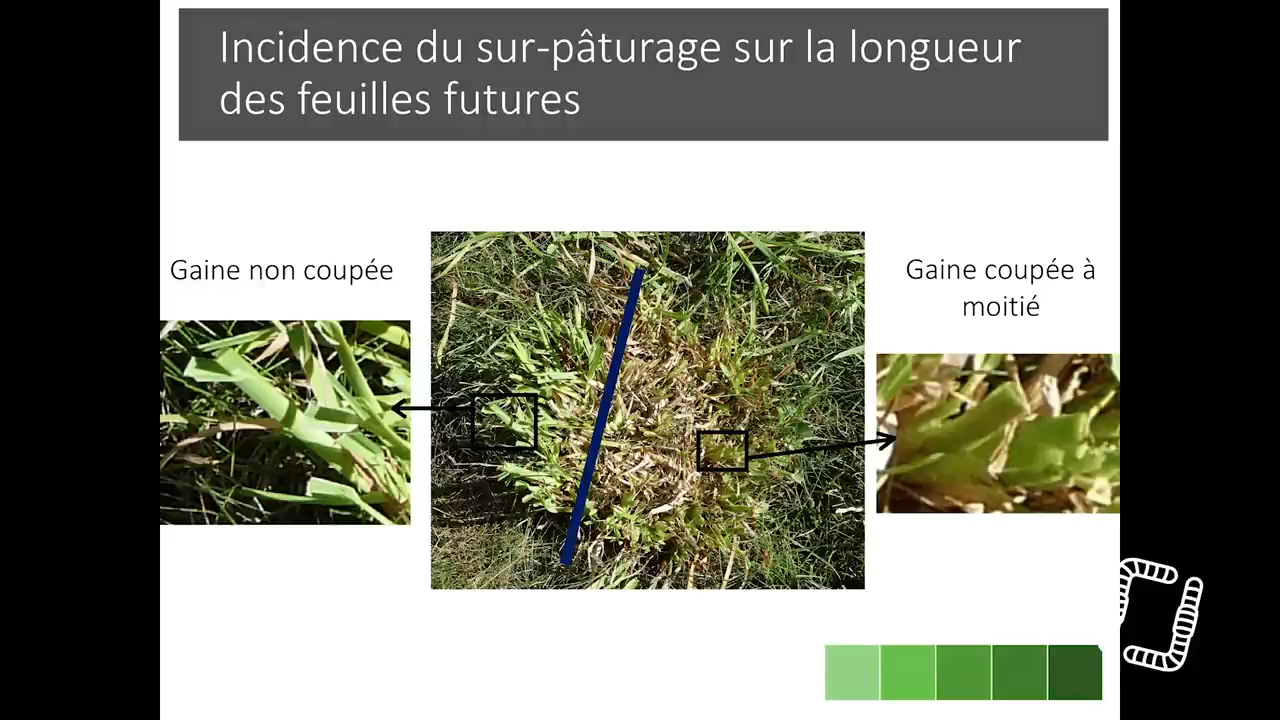 Incidence du sur-pâturage sur la longueur
des feuilles futures
Gaine non coupée
Gaine coupée à
moitié